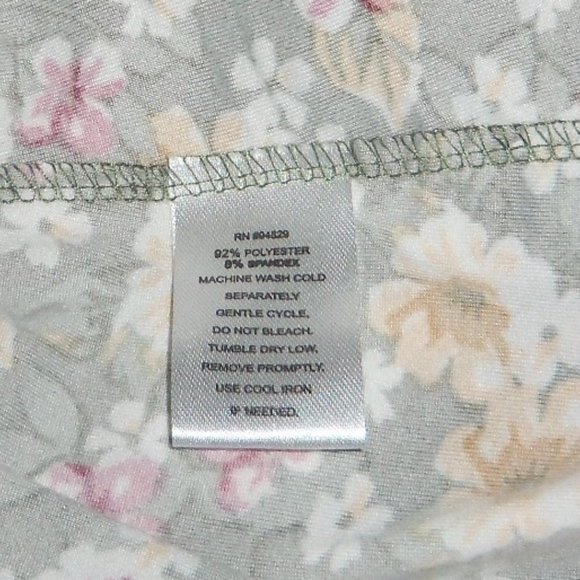 RN #94829
92% POLYESTER
8% SPANDEX
MACHINE WASH COLD
SEPARATELY
GENTLE CYCLE.
DO NOT BLEACH.
TUMBLE DRY LOW,
REMOVE PROMPTLY.
USE COOL IRON
IF NEEDED.